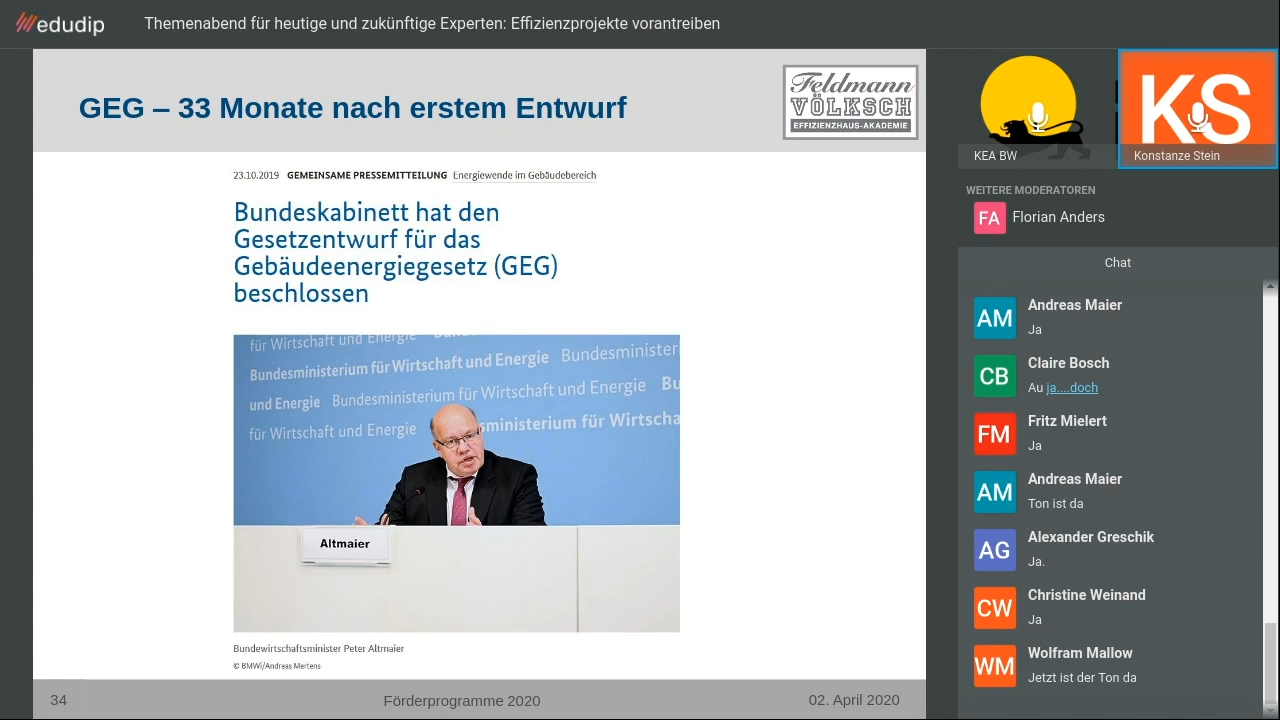 edudip
Themenabend für heutige und zukünftige Experten: Effizienzprojekte vorantreiben
GEG – 33 Monate nach erstem Entwurf
Feldmann
VÖLKSCH
EFFIZIENZHAUS-AKADEMIE
23.10.2019 GEMEINSAME PRESSEMITTEILUNG Energiewende im Gebäudebereich
Bundeskabinett hat den
Gesetzentwurf für das
Gebäudeenergiegesetz (GEG)
beschlossen
für Wirtschaft und Energie
Bundesministerium für Wirtschaft und Energie Bundesminister
und Energie Bundesministerium für Wirtschaft und Energie Bu
für Wirtschaft und Energie sministerium für Wirtscha
Altmaier
Bundewirtschaftsminister Peter Altmaier
© BMWi/Andreas Mertens
34
Förderprogramme 2020
02. April 2020
KEA BW
KS
Konstanze Stein
WEITERE MODERATOREN
FA Florian Anders
Chat
AM Andreas Maier
Ja
CB Claire Bosch
Au ja....doch
FM Fritz Mielert
Ja
AM Andreas Maier
Ton ist da
AG Alexander Greschik
Ja.
CW Christine Weinand
Ja
WM Wolfram Mallow
Jetzt ist der Ton da